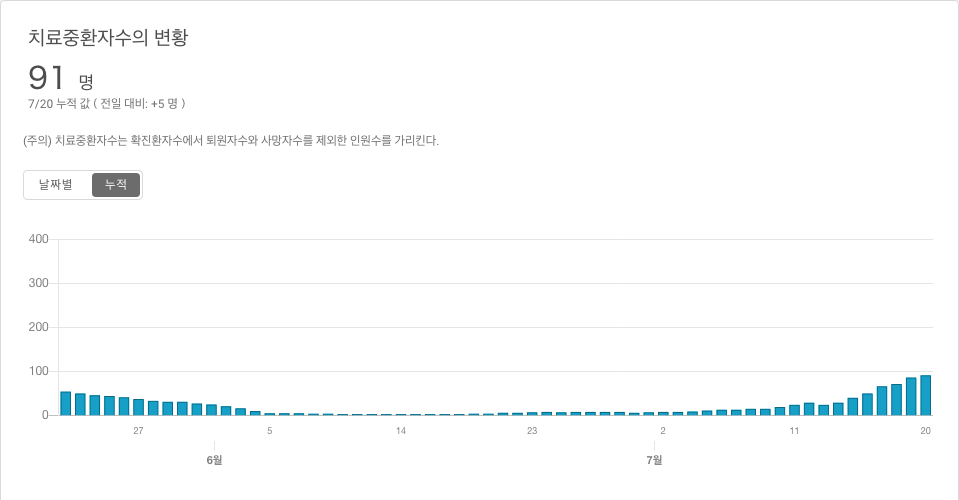 치료중환자수의 변황
91 명
7/20 누적 값 ( 전일 대비: +5 명 )
(주의) 치료중환자수는 확진환자수에서 퇴원자수와 사망자수를 제외한 인원수를 가리킨다.
날짜별 누적
400
300
200
100
0
27 5 14 23 2 11 20
6월 7월